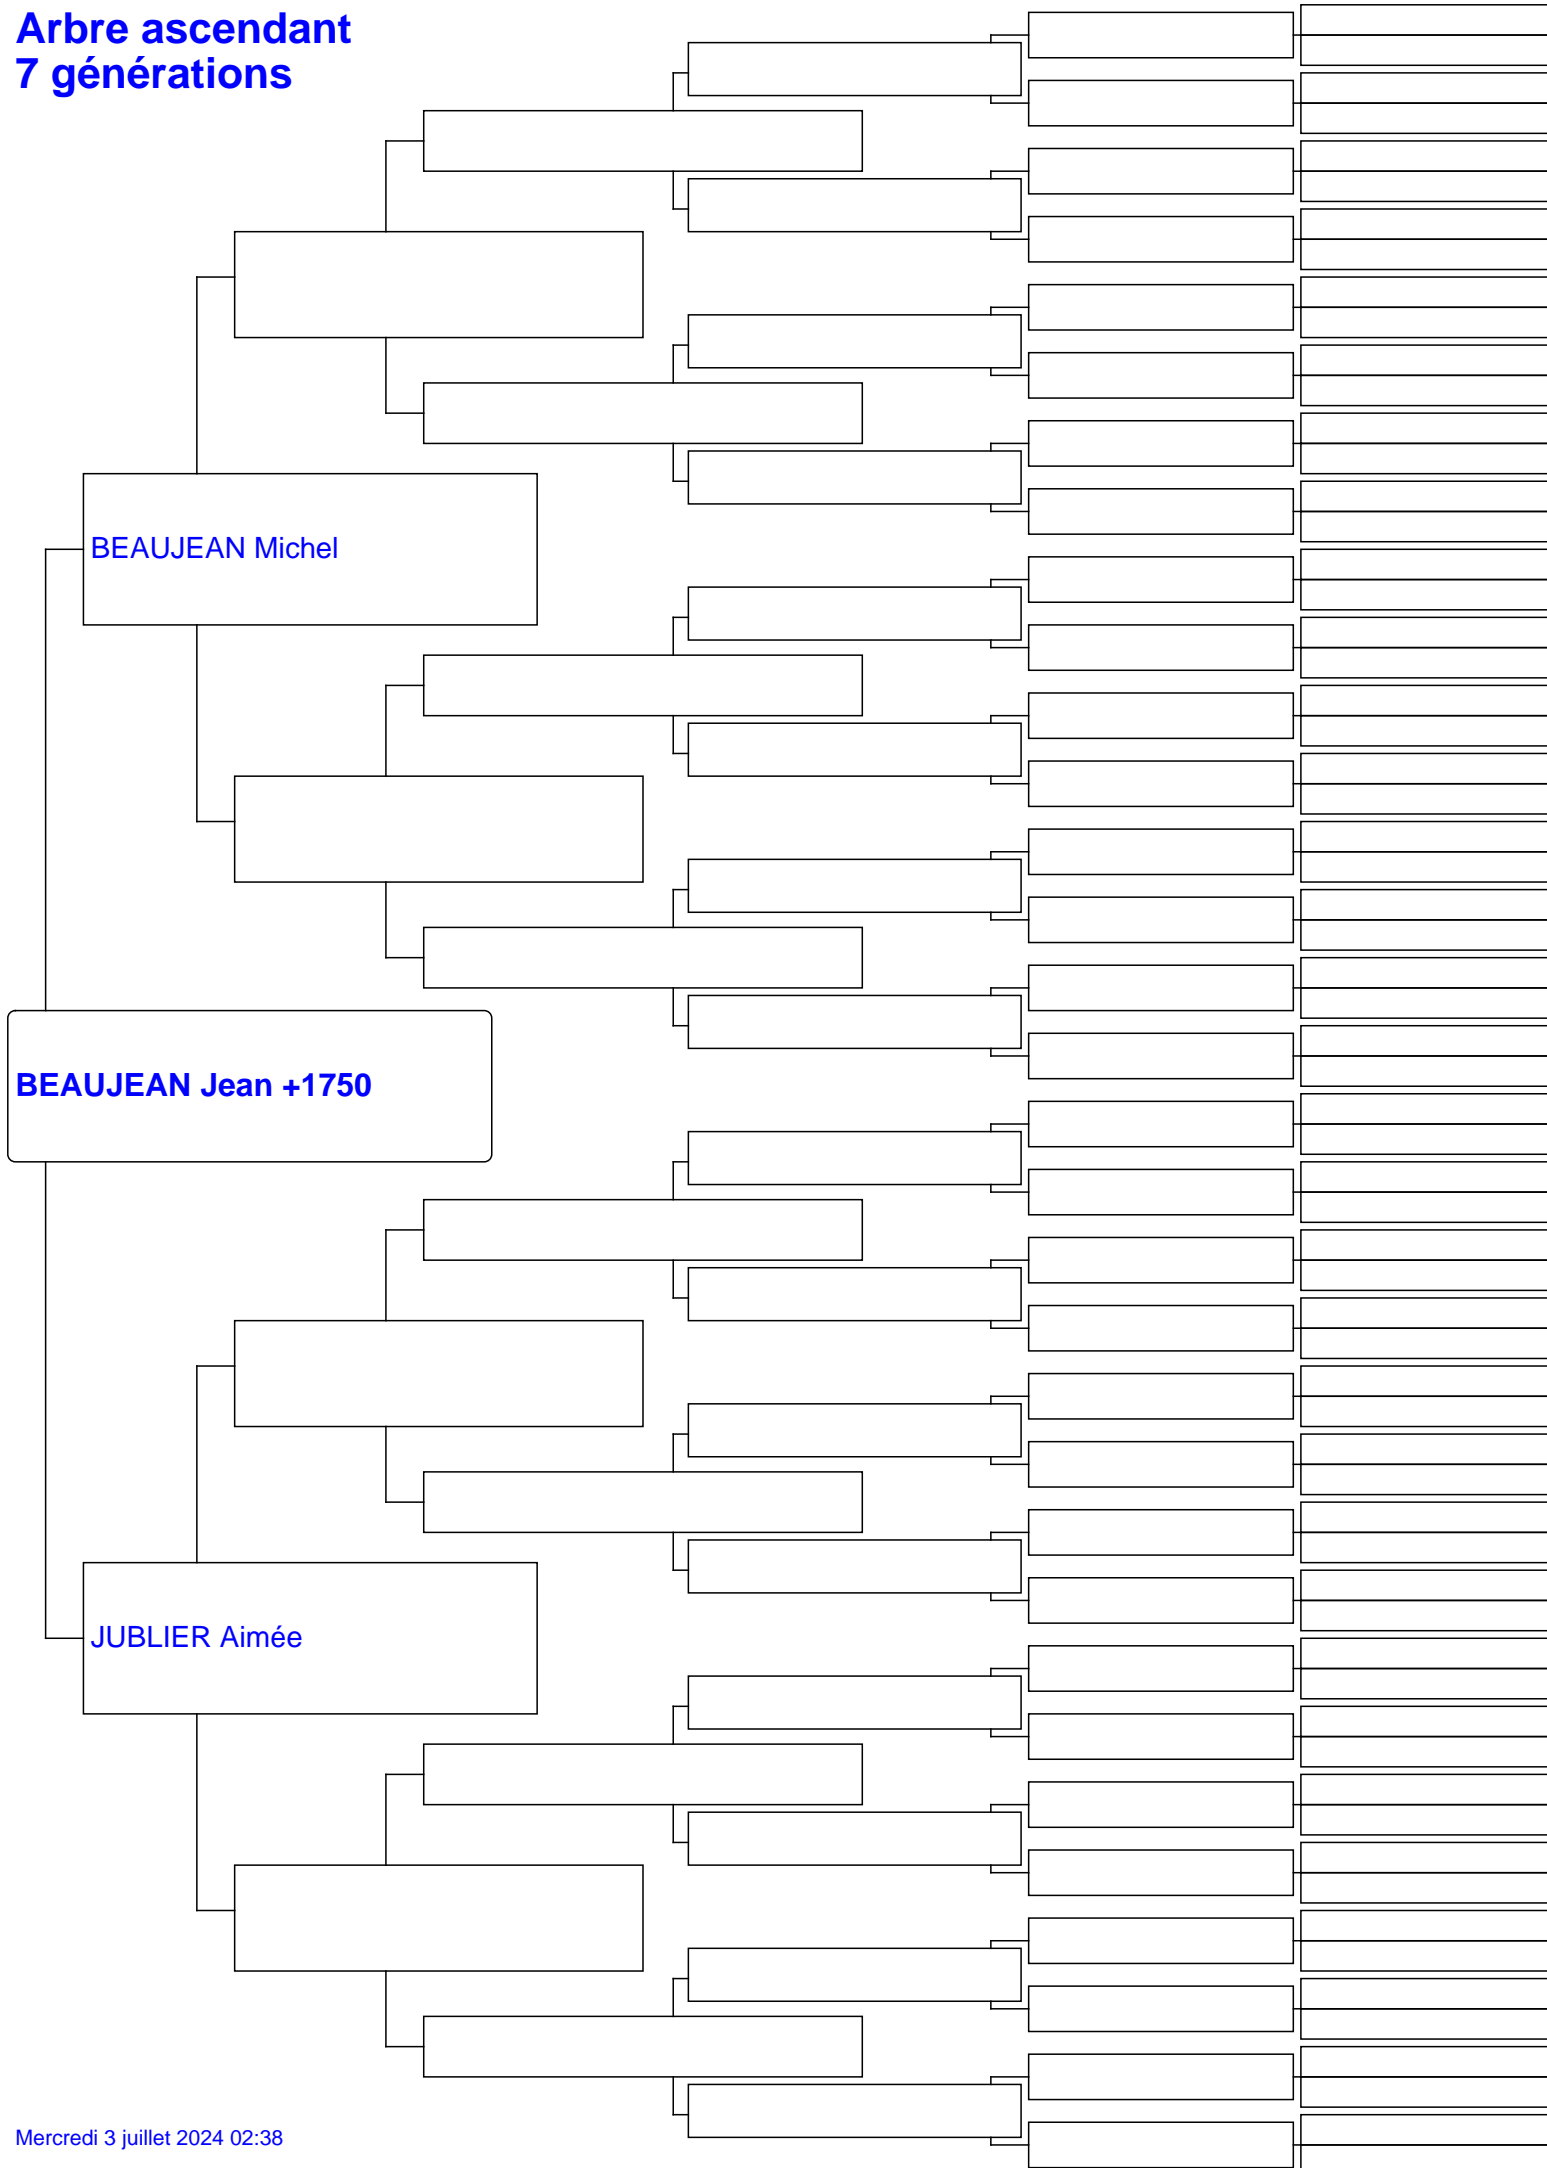 Arbre ascendant
7 générations
BEAUJEAN Michel
BEAUJEAN Jean +1750
JUBLIER Aimée
Mercredi 3 juillet 2024 02:38